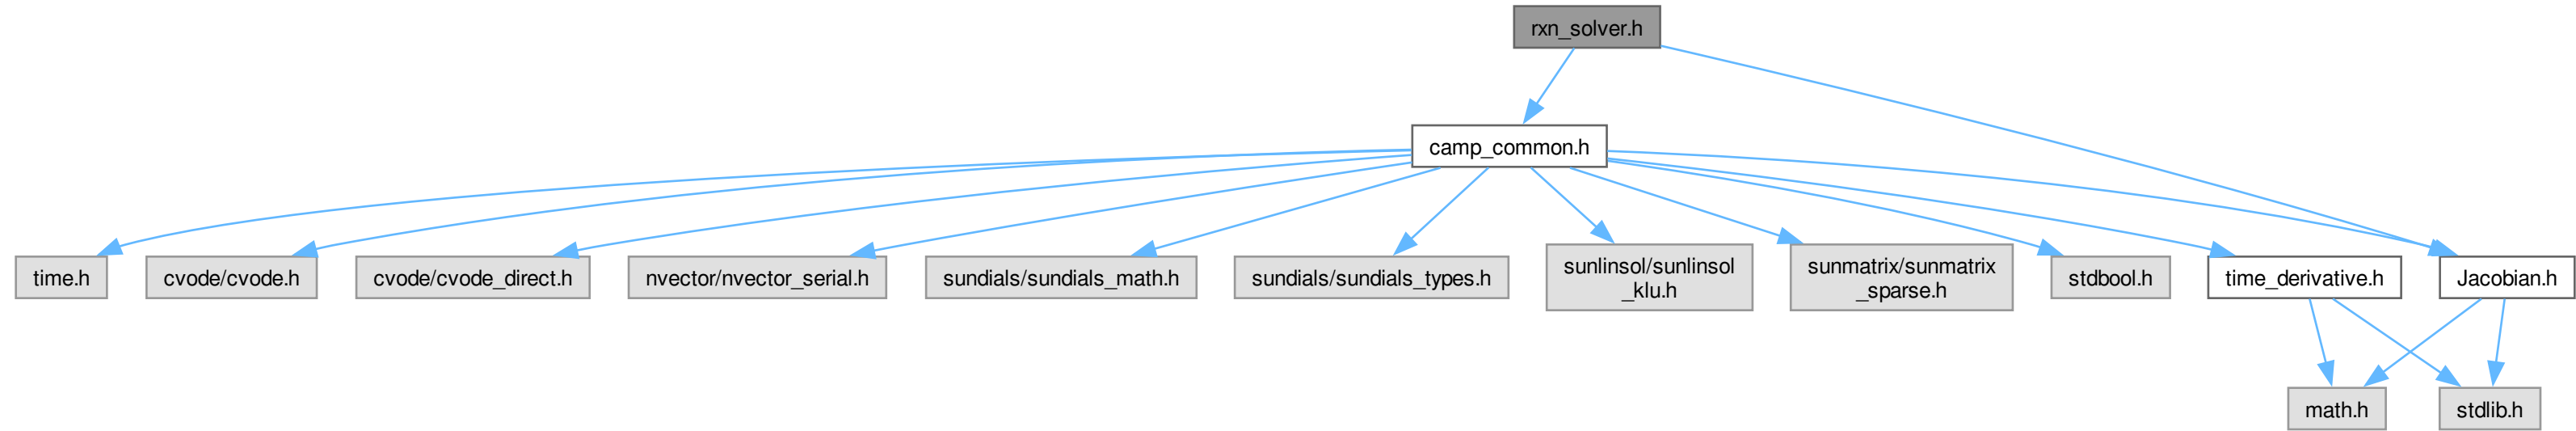 rxn_solver.h
camp_common.h
time.h
cvode/cvode.h
cvode/cvode_direct.h
nvector/nvector_serial.h
sundials/sundials_math.h
sundials/sundials_types.h
sunlinsol/sunlinsol
_klu.h
sunmatrix/sunmatrix
_sparse.h
stdbool.h
time_derivative.h
Jacobian.h
math.h
stdlib.h